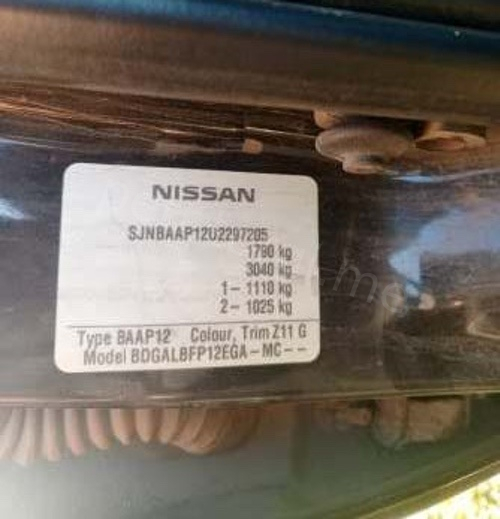 NISSAN
SJNBAAP12U2297205
1790 kg
3040 kg
1- 1110 kg
2- 1025 kg
Type BAAP12 Colour, Trim Z11 G
Model BDGALBFP12EGA-MC--